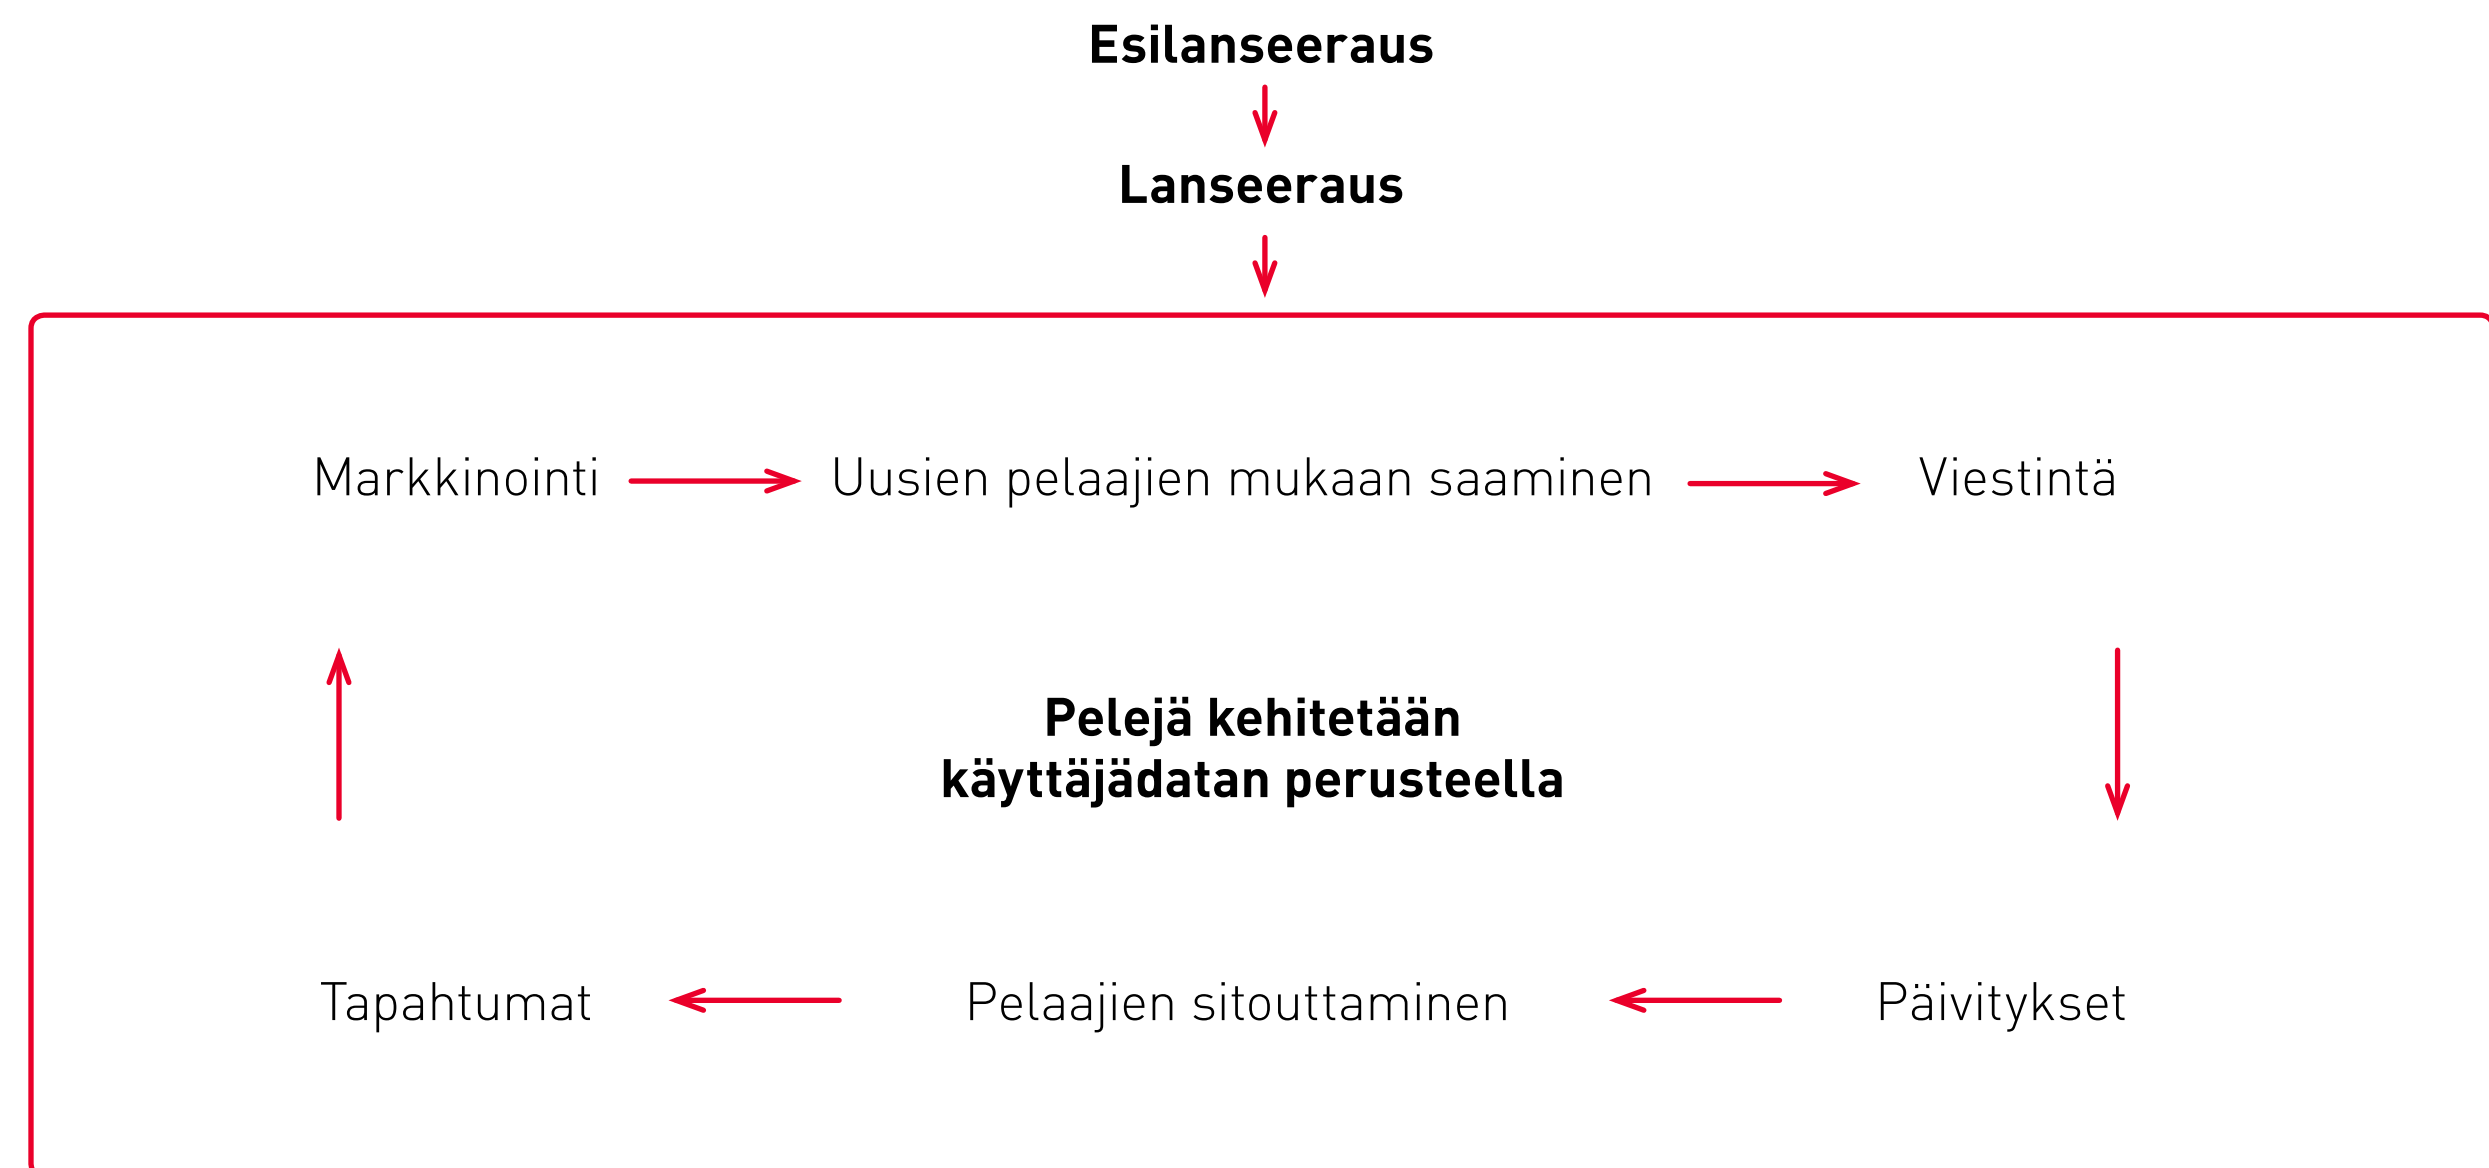 Esilanseeraus
Lanseeraus
Markkinointi
Uusien pelaajien mukaan saaminen
Viestintä
Pelejä kehitetään
käyttäjädatan perusteella
Tapahtumat
Pelaajien sitouttaminen
Päivitykset